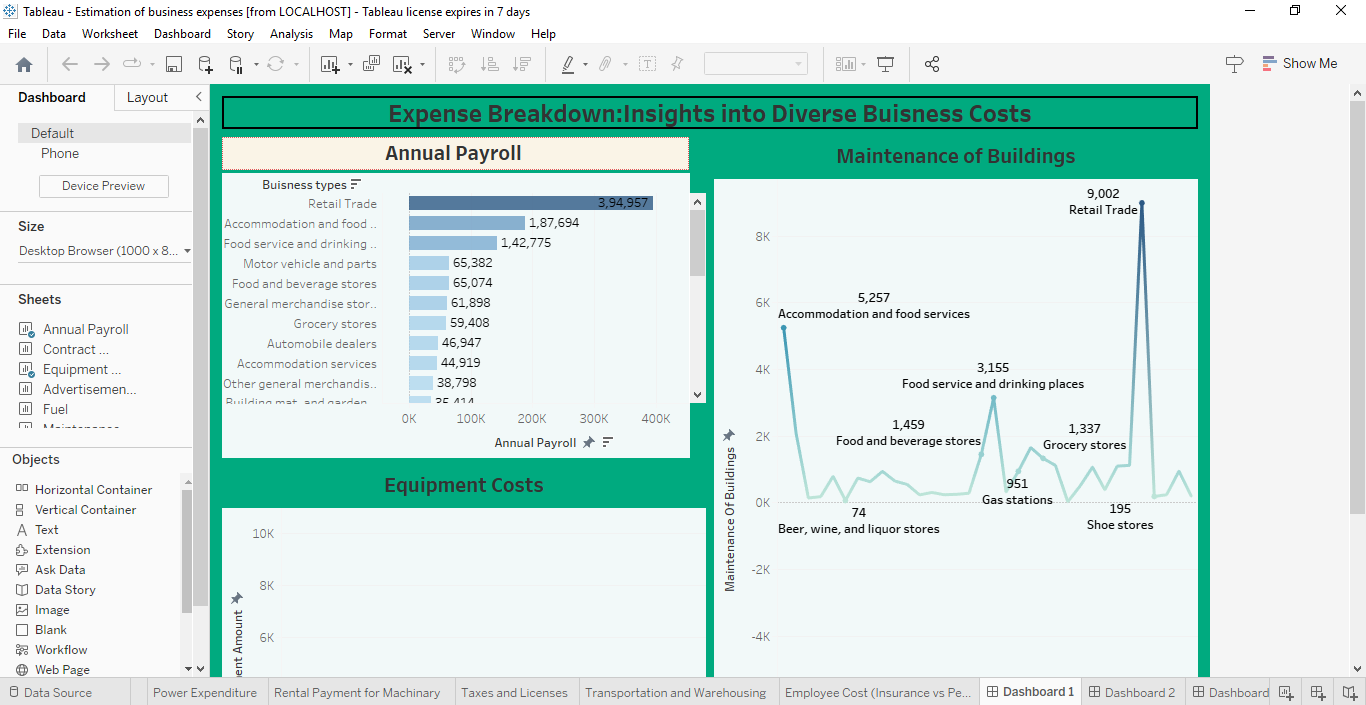 Tableau - Estimation of business expenses [from LOCALHOST] - Tableau license expires in 7 days
File Data Worksheet Dashboard Story Analysis Map Format Server Window Help
Show Me
Dashboard Layout
Default
Phone
Device Preview
Size
Desktop Browser (1000 x 8...
Sheets
Annual Payroll
Contract ...
Equipment ...
Advertisemen...
Fuel
Objects
Horizontal Container
Vertical Container
Text
Extension
Ask Data
Data Story
Image
Blank
Workflow
Web Page
Expense Breakdown:Insights into Diverse Buisness Costs
Annual Payroll
Buisness types
Retail Trade 3,94,957
Accommodation and food .. 1,87,694
Food service and drinking .. 1,42,775
Motor vehicle and parts 65,382
Food and beverage stores 65,074
General merchandise stor.. 61,898
Grocery stores 59,408
Automobile dealers 46,947
Accommodation services 44,919
Other general merchandis.. 38,798
Building mat. and garden 35,414
0K 100K 200K 300K 400K
Annual Payroll
Equipment Costs
10K
8K
6K
ent Amount
Maintenance of Buildings
9,002
Retail Trade
8K
6K
5,257
Accommodation and food services
4K
3,155
Food service and drinking places
1,459
Food and beverage stores
1,337
Grocery stores
2K
951
Gas stations
0K
74
Beer, wine, and liquor stores
195
Shoe stores
-2K
-4K
Maintenance Of Buildings
Data Source Power Expenditure Rental Payment for Machinary Taxes and Licenses Transportation and Warehousing Employee Cost (Insurance vs Pe... Dashboard 1 Dashboard 2 Dashboard